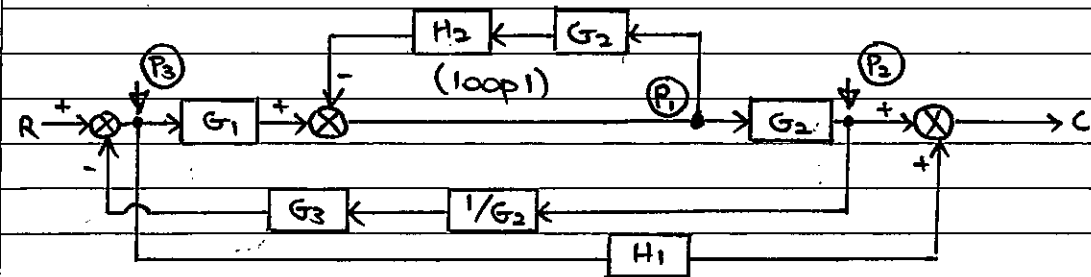 H2 G2
P3 - (loop1) P1 P2
R + G1 + G2 + C
- +
G3 1/G2
H1